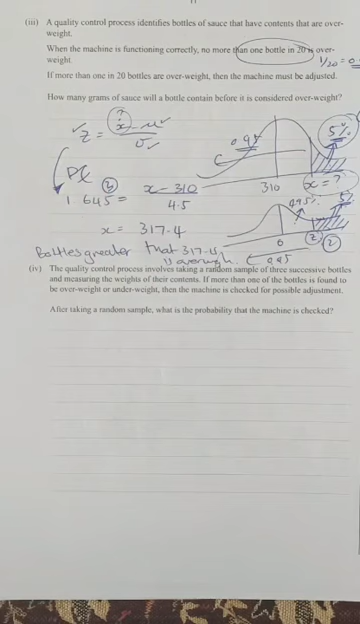 (iii) A quality control process identifies bottles of sauce that have contents that are over-
weight.
When the machine is functioning correctly, no more than one bottle in 20 is over-
weight. 1/20 = 0.
If more than one in 20 bottles are over-weight, then the machine must be adjusted.
How many grams of sauce will a bottle contain before it is considered over-weight?
z = x - μ / σ
0.95
5%
310 x = ?
1.645 = x - 310 / 4.5
x = 317.4
0.95
5%
0 z
Bottles greater that 317.4
(iv) The quality control process involves taking a random sample of three successive bottles
and measuring the weights of their contents. If more than one of the bottles is found to
be over-weight or under-weight, then the machine is checked for possible adjustment.
After taking a random sample, what is the probability that the machine is checked?